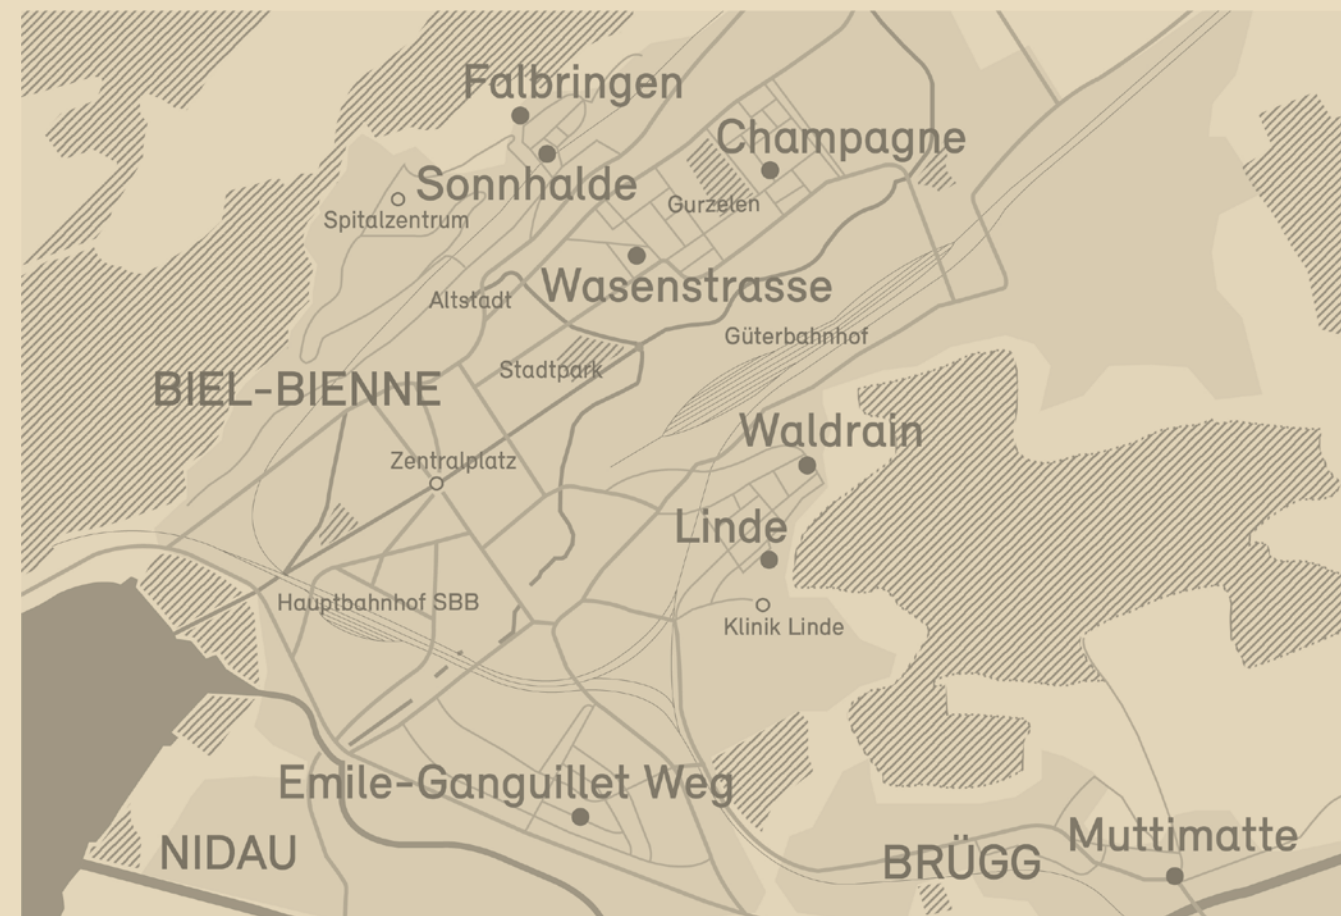 Falbringen
Champagne
Sonnhalde
Gurzelen
Spitalzentrum
Wasenstrasse
Altstadt
Güterbahnhof
Stadtpark
BIEL-BIENNE
Waldrain
Zentralplatz
Linde
Hauptbahnhof SBB
Klinik Linde
Emile-Ganguillet Weg
Muttimatte
NIDAU
BRÜGG